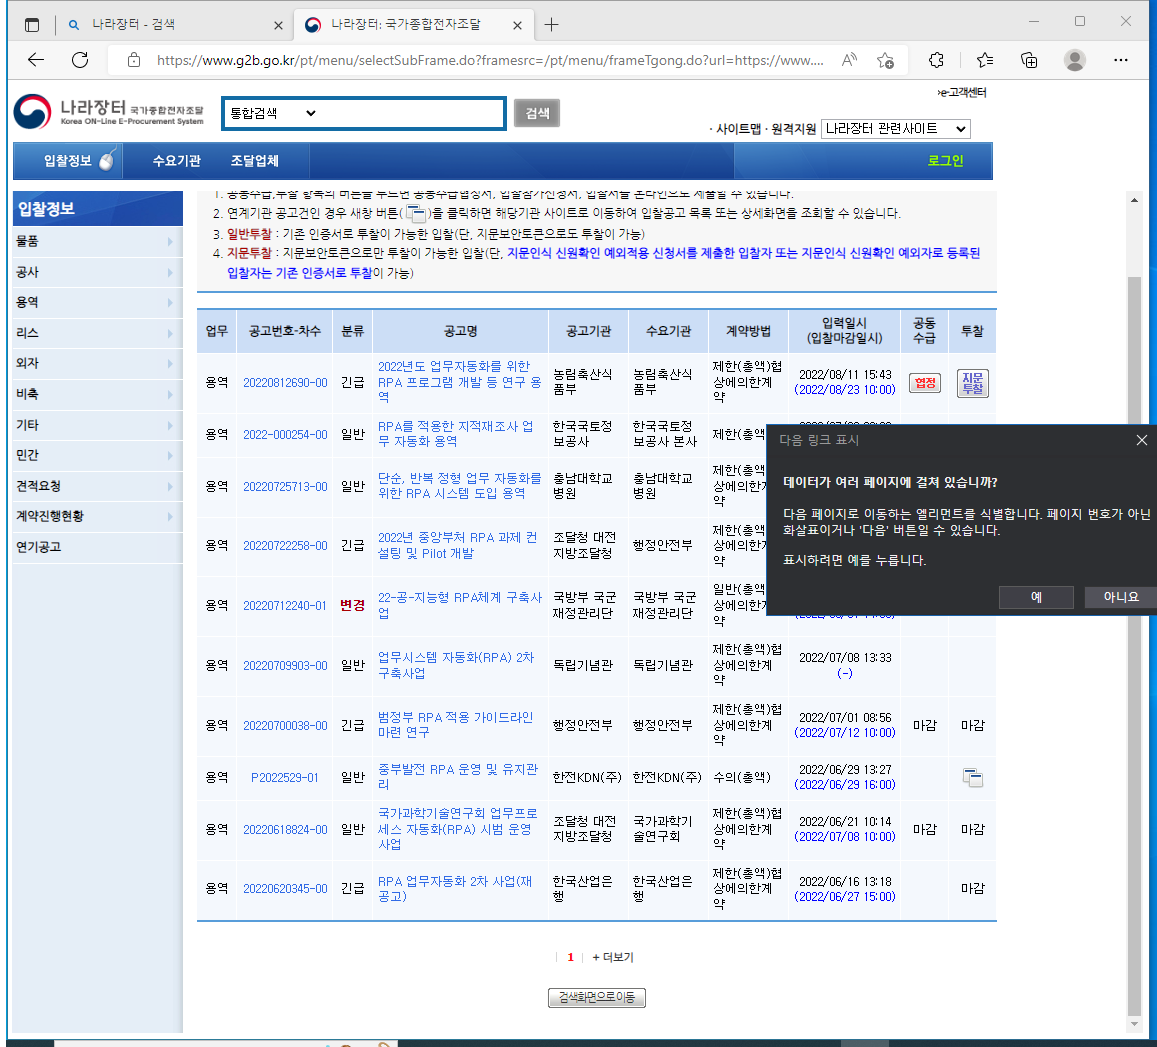 나라장터 - 검색
나라장터: 국가종합전자조달
https://www.g2b.go.kr/pt/menu/selectSubFrame.do?framesrc=/pt/menu/frameTgong.do?url=https://www....
e-고객센터
나라장터 국가종합전자조달
Korea ON-Line E-Procurement System
통합검색
검색
· 사이트맵 · 원격지원 나라장터 관련사이트
입찰정보 수요기관 조달업체 로그인
입찰정보
물품
공사
용역
리스
외자
비축
기타
민간
견적요청
계약진행현황
연기공고
1. 공동수급,투찰 항목의 버튼을 누르면 공동수급협정서, 입찰참가신청서, 입찰서를 온라인으로 제출할 수 있습니다.
2. 연계기관 공고건인 경우 새창 버튼( )을 클릭하면 해당기관 사이트로 이동하여 입찰공고 목록 또는 상세화면을 조회할 수 있습니다.
3. 일반투찰 : 기존 인증서로 투찰이 가능한 입찰(단, 지문보안토큰으로도 투찰이 가능)
4. 지문투찰 : 지문보안토큰으로만 투찰이 가능한 입찰(단, 지문인식 신원확인 예외적용 신청서를 제출한 입찰자 또는 지문인식 신원확인 예외자로 등록된
입찰자는 기존 인증서로 투찰이 가능)
업무 공고번호-차수 분류 공고명 공고기관 수요기관 계약방법 입력일시 (입찰마감일시) 공동 수급 투찰
용역 20220812690-00 긴급 2022년도 업무자동화를 위한 RPA 프로그램 개발 등 연구 용역 농림축산식품부 농림축산식품부 제한(총액)협상에의한계약 2022/08/11 15:43 (2022/08/23 10:00) 협정 지문투찰
용역 2022-000254-00 일반 RPA를 적용한 지적재조사 업무 자동화 용역 한국국토정보공사 한국국토정보공사 본사 제한(총액
용역 20220725713-00 일반 단순, 반복 정형 업무 자동화를 위한 RPA 시스템 도입 용역 충남대학교병원 충남대학교병원 제한(총액 상에의한계 약
용역 20220722258-00 긴급 2022년 중앙부처 RPA 과제 컨설팅 및 Pilot 개발 조달청 대전지방조달청 행정안전부 제한(총액 상에의한계 약
용역 20220712240-01 변경 22-공-지능형 RPA체계 구축사업 국방부 국군재정관리단 국방부 국군재정관리단 일반(총액 상에의한계 약
용역 20220709903-00 일반 업무시스템 자동화(RPA) 2차 구축사업 독립기념관 독립기념관 제한(총액)협상에의한계약 2022/07/08 13:33 (-)
용역 20220700038-00 긴급 범정부 RPA 적용 가이드라인 마련 연구 행정안전부 행정안전부 제한(총액)협상에의한계약 2022/07/01 08:56 (2022/07/12 10:00) 마감 마감
용역 P2022529-01 일반 중부발전 RPA 운영 및 유지관리 한전KDN(주) 한전KDN(주) 수의(총액) 2022/06/29 13:27 (2022/06/29 16:00)
용역 20220618824-00 일반 국가과학기술연구회 업무프로세스 자동화(RPA) 시범 운영 사업 조달청 대전지방조달청 국가과학기술연구회 제한(총액)협상에의한계약 2022/06/21 10:14 (2022/07/08 10:00) 마감 마감
용역 20220620345-00 긴급 RPA 업무자동화 2차 사업(재공고) 한국산업은행 한국산업은행 제한(총액)협상에의한계약 2022/06/16 13:18 (2022/06/27 15:00) 마감
1 + 더보기
검색화면으로이동
다음 링크 표시
데이터가 여러 페이지에 걸쳐 있습니까?
다음 페이지로 이동하는 앨리먼트를 식별합니다. 페이지 번호가 아닌
화살표이거나 '다음' 버튼일 수 있습니다.
표시하려면 예를 누릅니다.
예 아니요